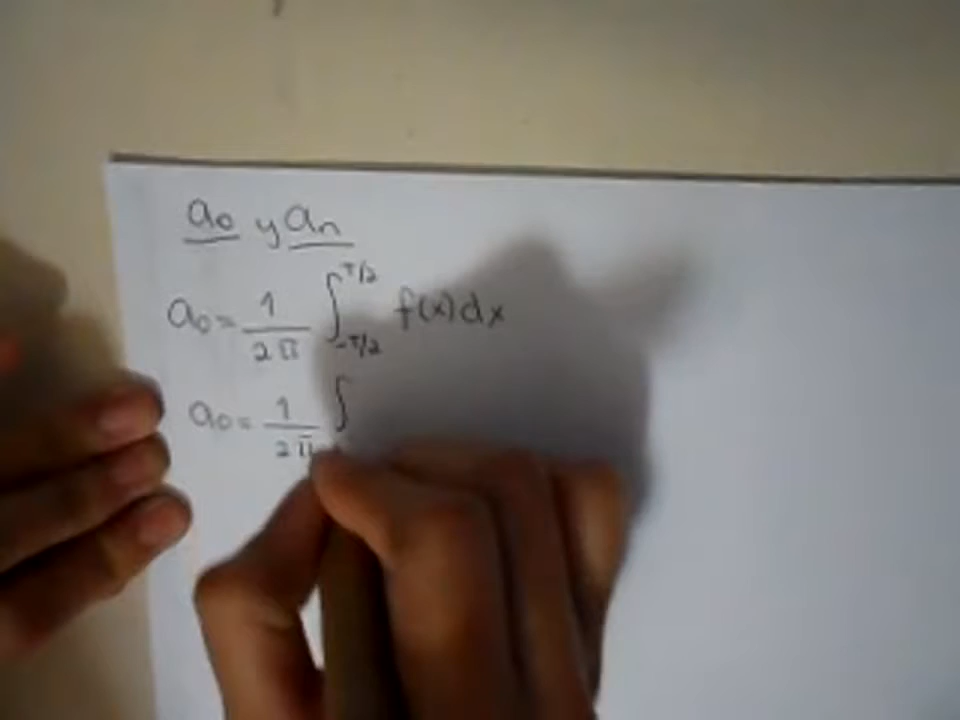 a₀ y aₙ
a₀ = 1/2π ∫_{-π/2}^{π/2} f(x)dx
a₀ = 1/2π ∫